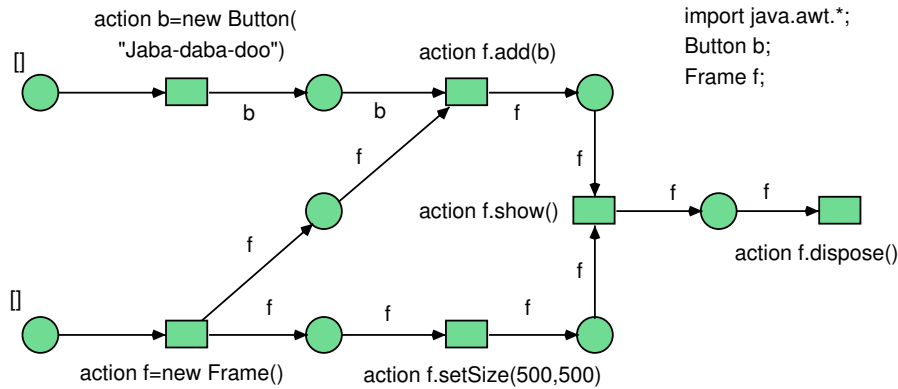 action b=new Button(
"Jaba-daba-doo")
import java.awt.*;
Button b;
Frame f;
[]
action f.add(b)
b
b
f
f
f
action f.show()
f
f
f
action f.dispose()
f
[]
f
f
f
action f=new Frame()
action f.setSize(500,500)